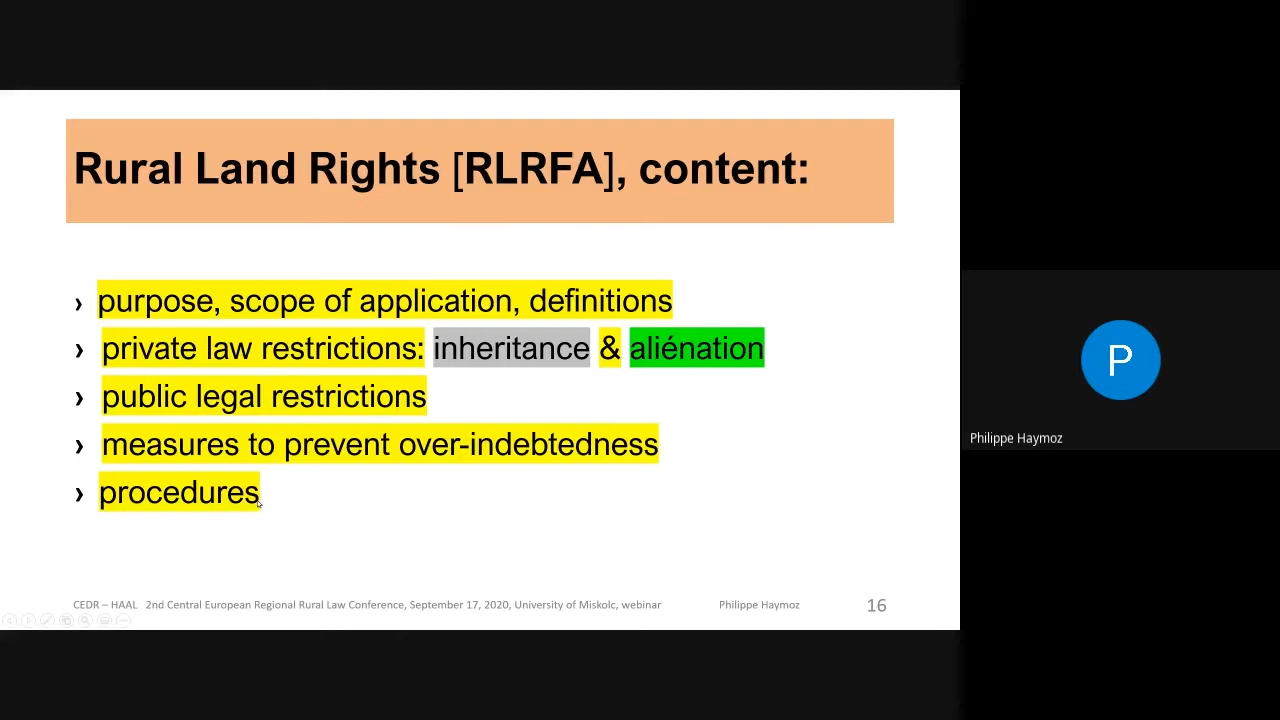 Rural Land Rights [RLRFA], content:
› purpose, scope of application, definitions
› private law restrictions: inheritance & aliénation
› public legal restrictions
› measures to prevent over-indebtedness
› procedures
CEDR – HAAL 2nd Central European Regional Rural Law Conference, September 17, 2020, University of Miskolc, webinar Philippe Haymoz 16
P
Philippe Haymoz